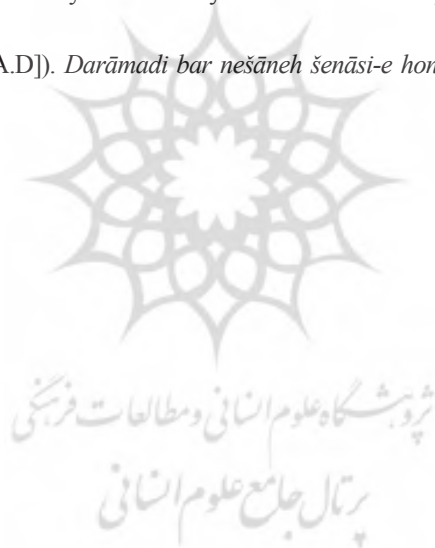 A.D]). Darāmadi bar nešāneh šenāsi-e hon
پژوهشگاه علوم انسانی و مطالعات فرهنگی
پرتال جامع علوم انسانی